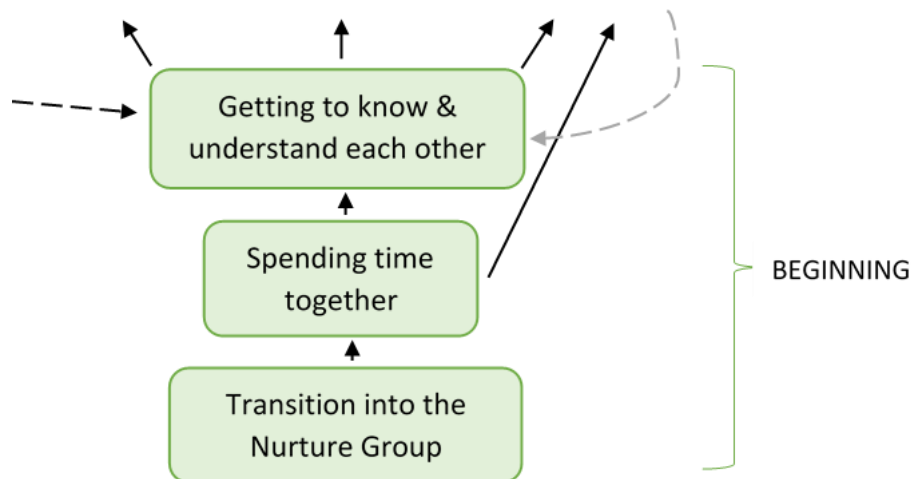 Getting to know &
understand each other
Spending time
together
BEGINNING
Transition into the
Nurture Group